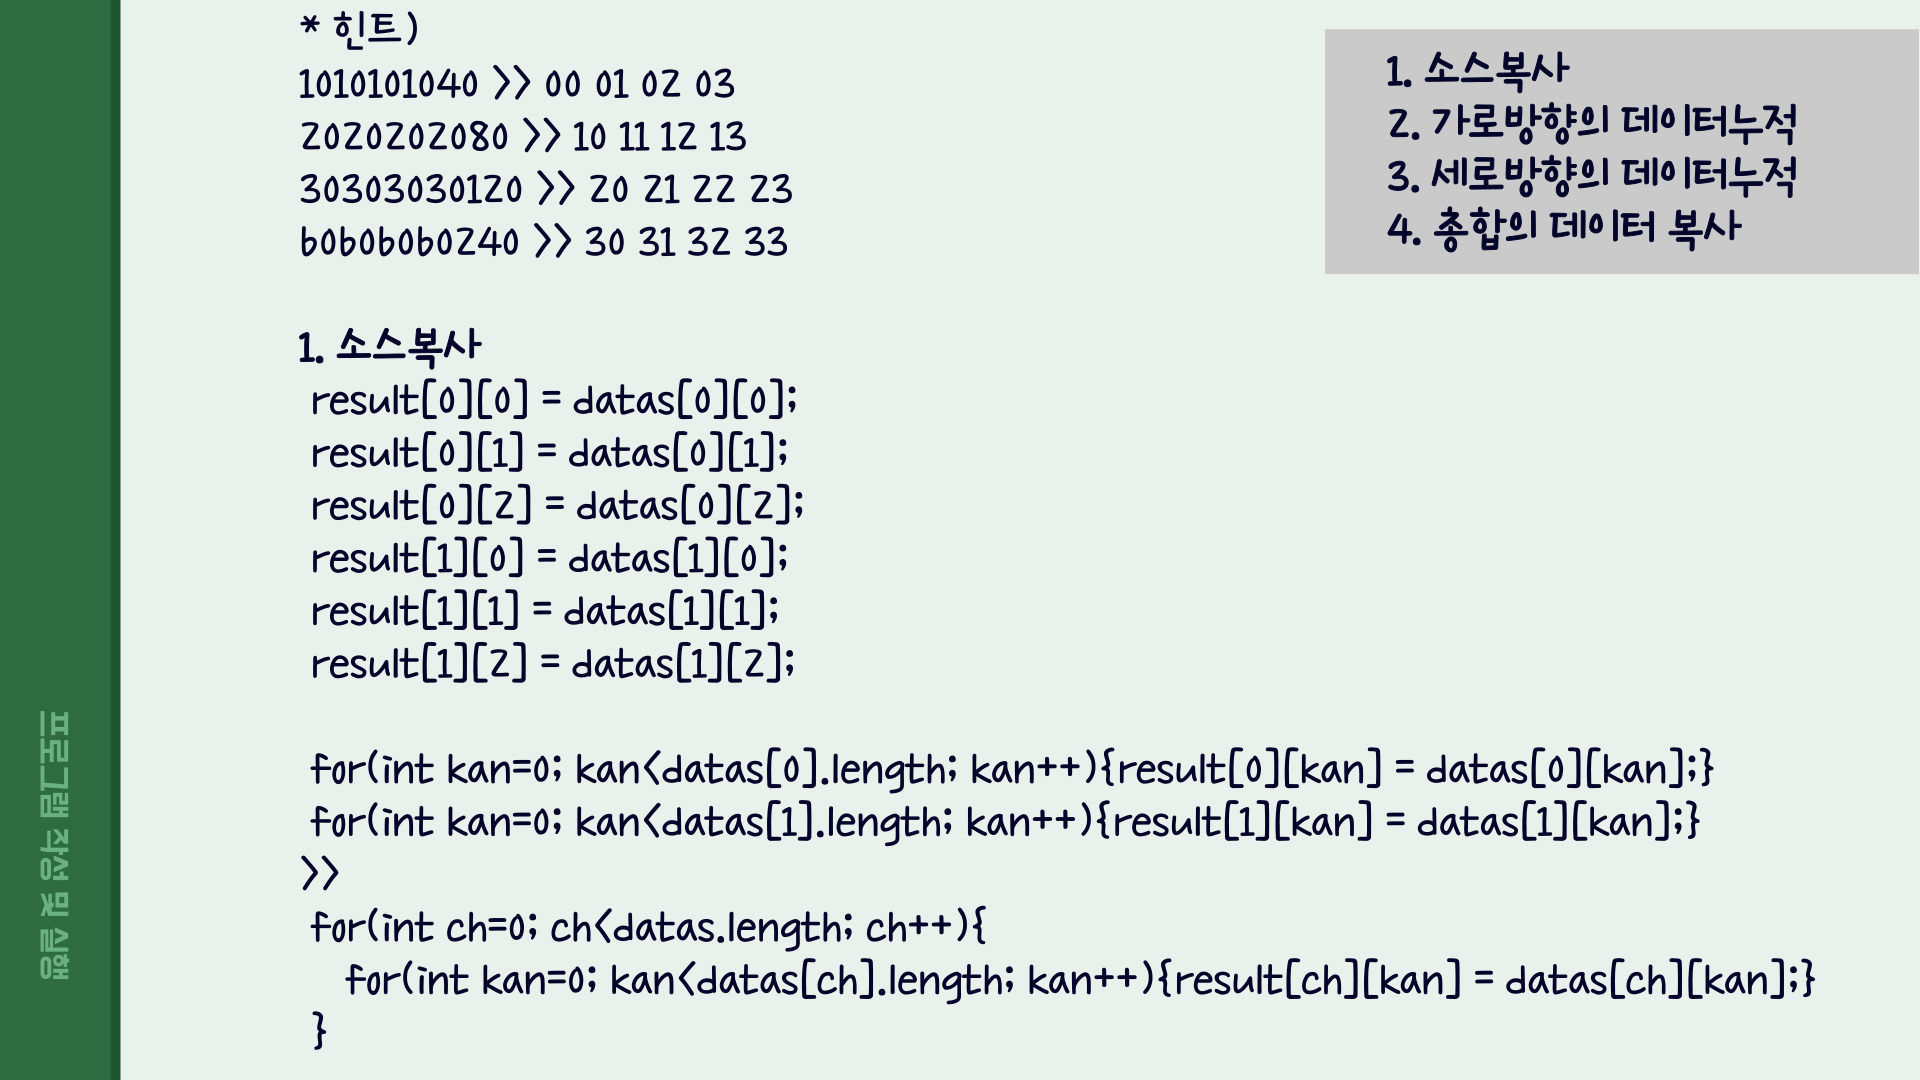 * 힌트)
1010101040 >> 00 01 02 03
2020202080 >> 10 11 12 13
30303030120 >> 20 21 22 23
60606060240 >> 30 31 32 33
1. 소스복사
2. 가로방향의 데이터누적
3. 세로방향의 데이터누적
4. 총합의 데이터 복사
1. 소스복사
result[0][0] = datas[0][0];
result[0][1] = datas[0][1];
result[0][2] = datas[0][2];
result[1][0] = datas[1][0];
result[1][1] = datas[1][1];
result[1][2] = datas[1][2];
for(int kan=0; kan<datas[0].length; kan++){result[0][kan] = datas[0][kan];}
for(int kan=0; kan<datas[1].length; kan++){result[1][kan] = datas[1][kan];}
>>
for(int ch=0; ch<datas.length; ch++){
for(int kan=0; kan<datas[ch].length; kan++){result[ch][kan] = datas[ch][kan];}
}
프로그램 작성 및 실행